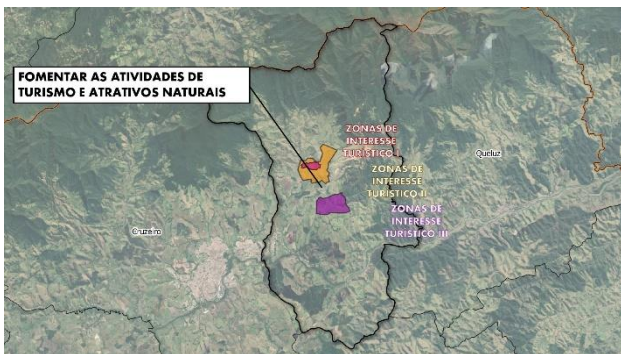 FOMENTAR AS ATIVIDADES DE
TURISMO E ATRATIVOS NATURAIS
ZONAS DE
INTERESSE
TURÍSTICO I
Queluz
ZONAS DE
INTERESSE
TURÍSTICO II
ZONAS DE
INTERESSE
TURÍSTICO III
Cruzeiro